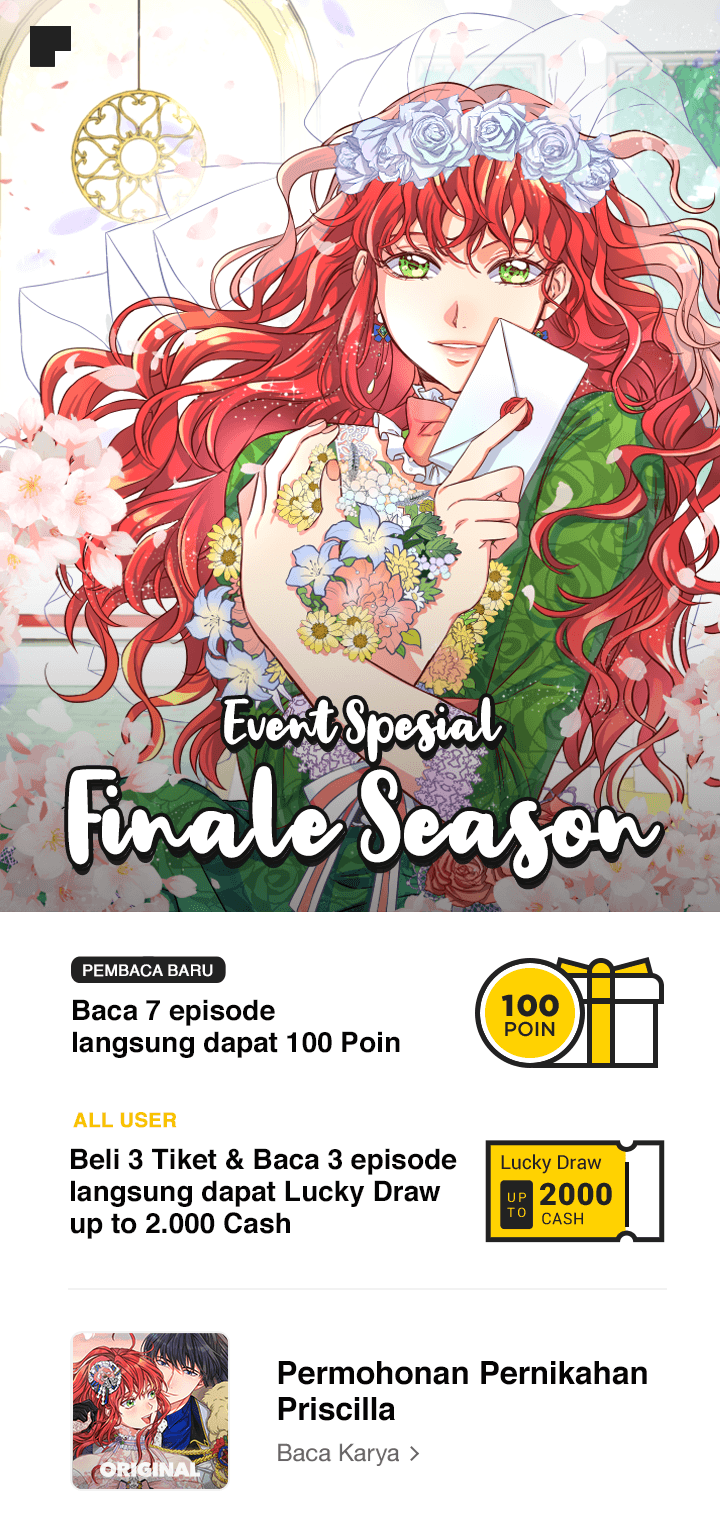 Event Spesial
Finale Season
PEMBACA BARU
Baca 7 episode
langsung dapat 100 Poin
100
POIN
ALL USER
Beli 3 Tiket & Baca 3 episode
langsung dapat Lucky Draw
up to 2.000 Cash
Lucky Draw
UP
TO
2000
CASH
ORIGINAL
Permohonan Pernikahan
Priscilla
Baca Karya >